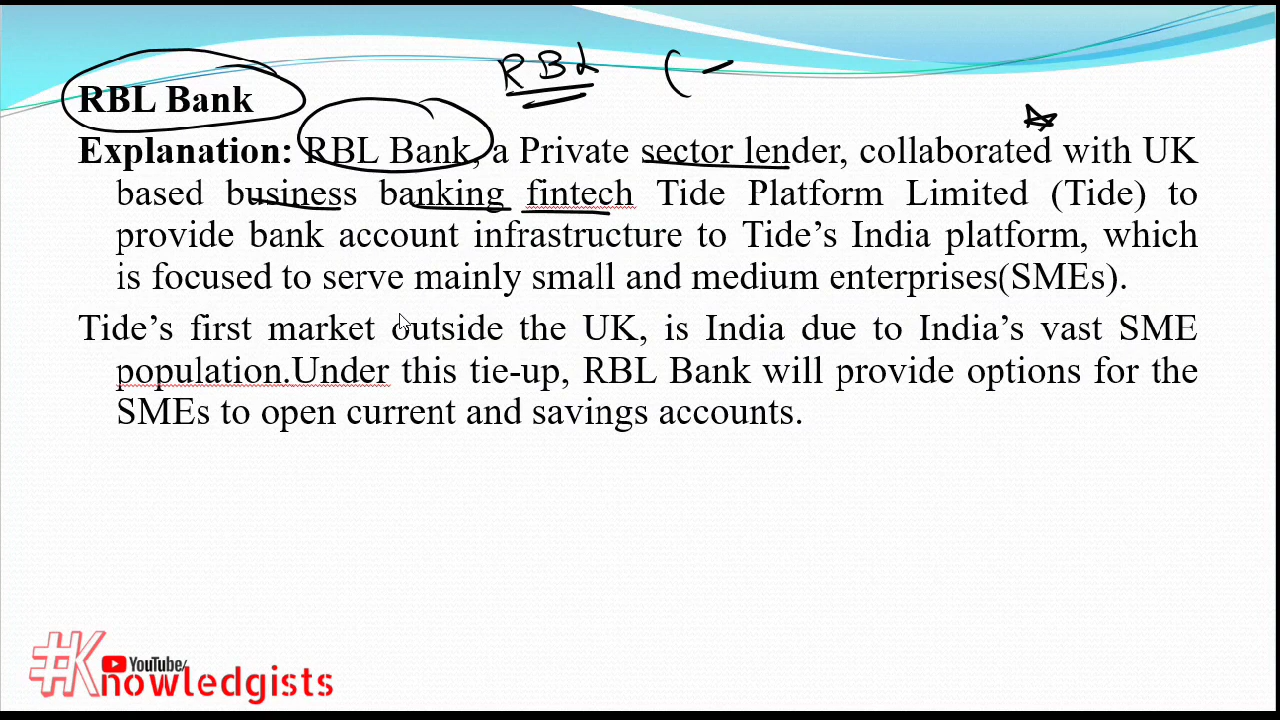 RBL (
RBL Bank
Explanation: RBL Bank, a Private sector lender, collaborated with UK
based business banking fintech Tide Platform Limited (Tide) to
provide bank account infrastructure to Tide's India platform, which
is focused to serve mainly small and medium enterprises(SMEs).
Tide's first market outside the UK, is India due to India's vast SME
population.Under this tie-up, RBL Bank will provide options for the
SMEs to open current and savings accounts.
#Knowledgists
YouTube/